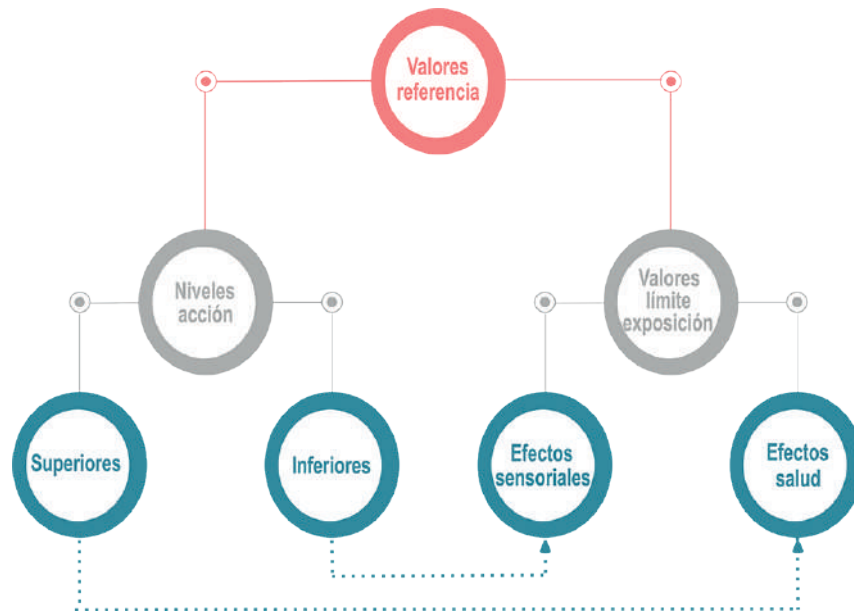 Valores
referencia
Niveles
acción
Valores
límite
exposición
Superiores
Inferiores
Efectos
sensoriales
Efectos
salud